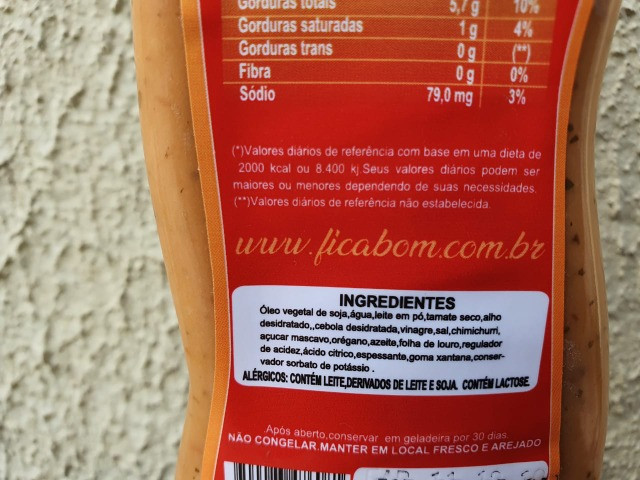 Gorduras totais 5,7 g 10%
Gorduras saturadas 1 g 4%
Gorduras trans 0 g (**)
Fibra 0 g 0%
Sódio 79,0 mg 3%
(*)Valores diários de referência com base em uma dieta de
2000 kcal ou 8.400 kj.Seus valores diários podem ser
maiores ou menores dependendo de suas necessidades.
(**)Valores diários de referência não estabelecida.
www.ficabom.com.br
INGREDIENTES
Óleo vegetal de soja,água,leite em pó,tamate seco,alho
desidratado,,cebola desidratada,vinagre,sal,chimichurri,
açucar mascavo,orégano,azeite,folha de louro,regulador
de acidez,ácido citrico,espessante,goma xantana,conser-
vador sorbato de potássio .
ALÉRGICOS: CONTÉM LEITE,DERIVADOS DE LEITE E SOJA. CONTÉM LACTOSE.
Após aberto,conservar em geladeira por 30 dias.
NÃO CONGELAR.MANTER EM LOCAL FRESCO E AREJADO